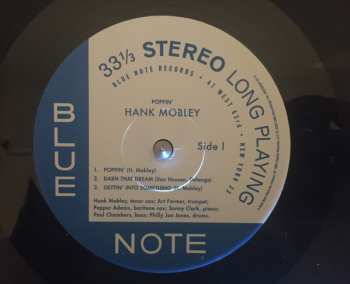 33 1/3 STEREO LONG PLAYING
BLUE NOTE RECORDS • 47 WEST 63rd • NEW YORK 23
POPPIN'
HANK MOBLEY
Side 1
1. POPPIN' (H. Mobley)
2. DARN THAT DREAM (Van Heusen, DeLange)
3. GETTIN' INTO SOMETHING (H. Mobley)
Hank Mobley, tenor sax; Art Farmer, trumpet;
Pepper Adams, baritone sax; Sonny Clark, piano;
Paul Chambers, bass; Philly Joe Jones, drums.
BLUE
NOTE